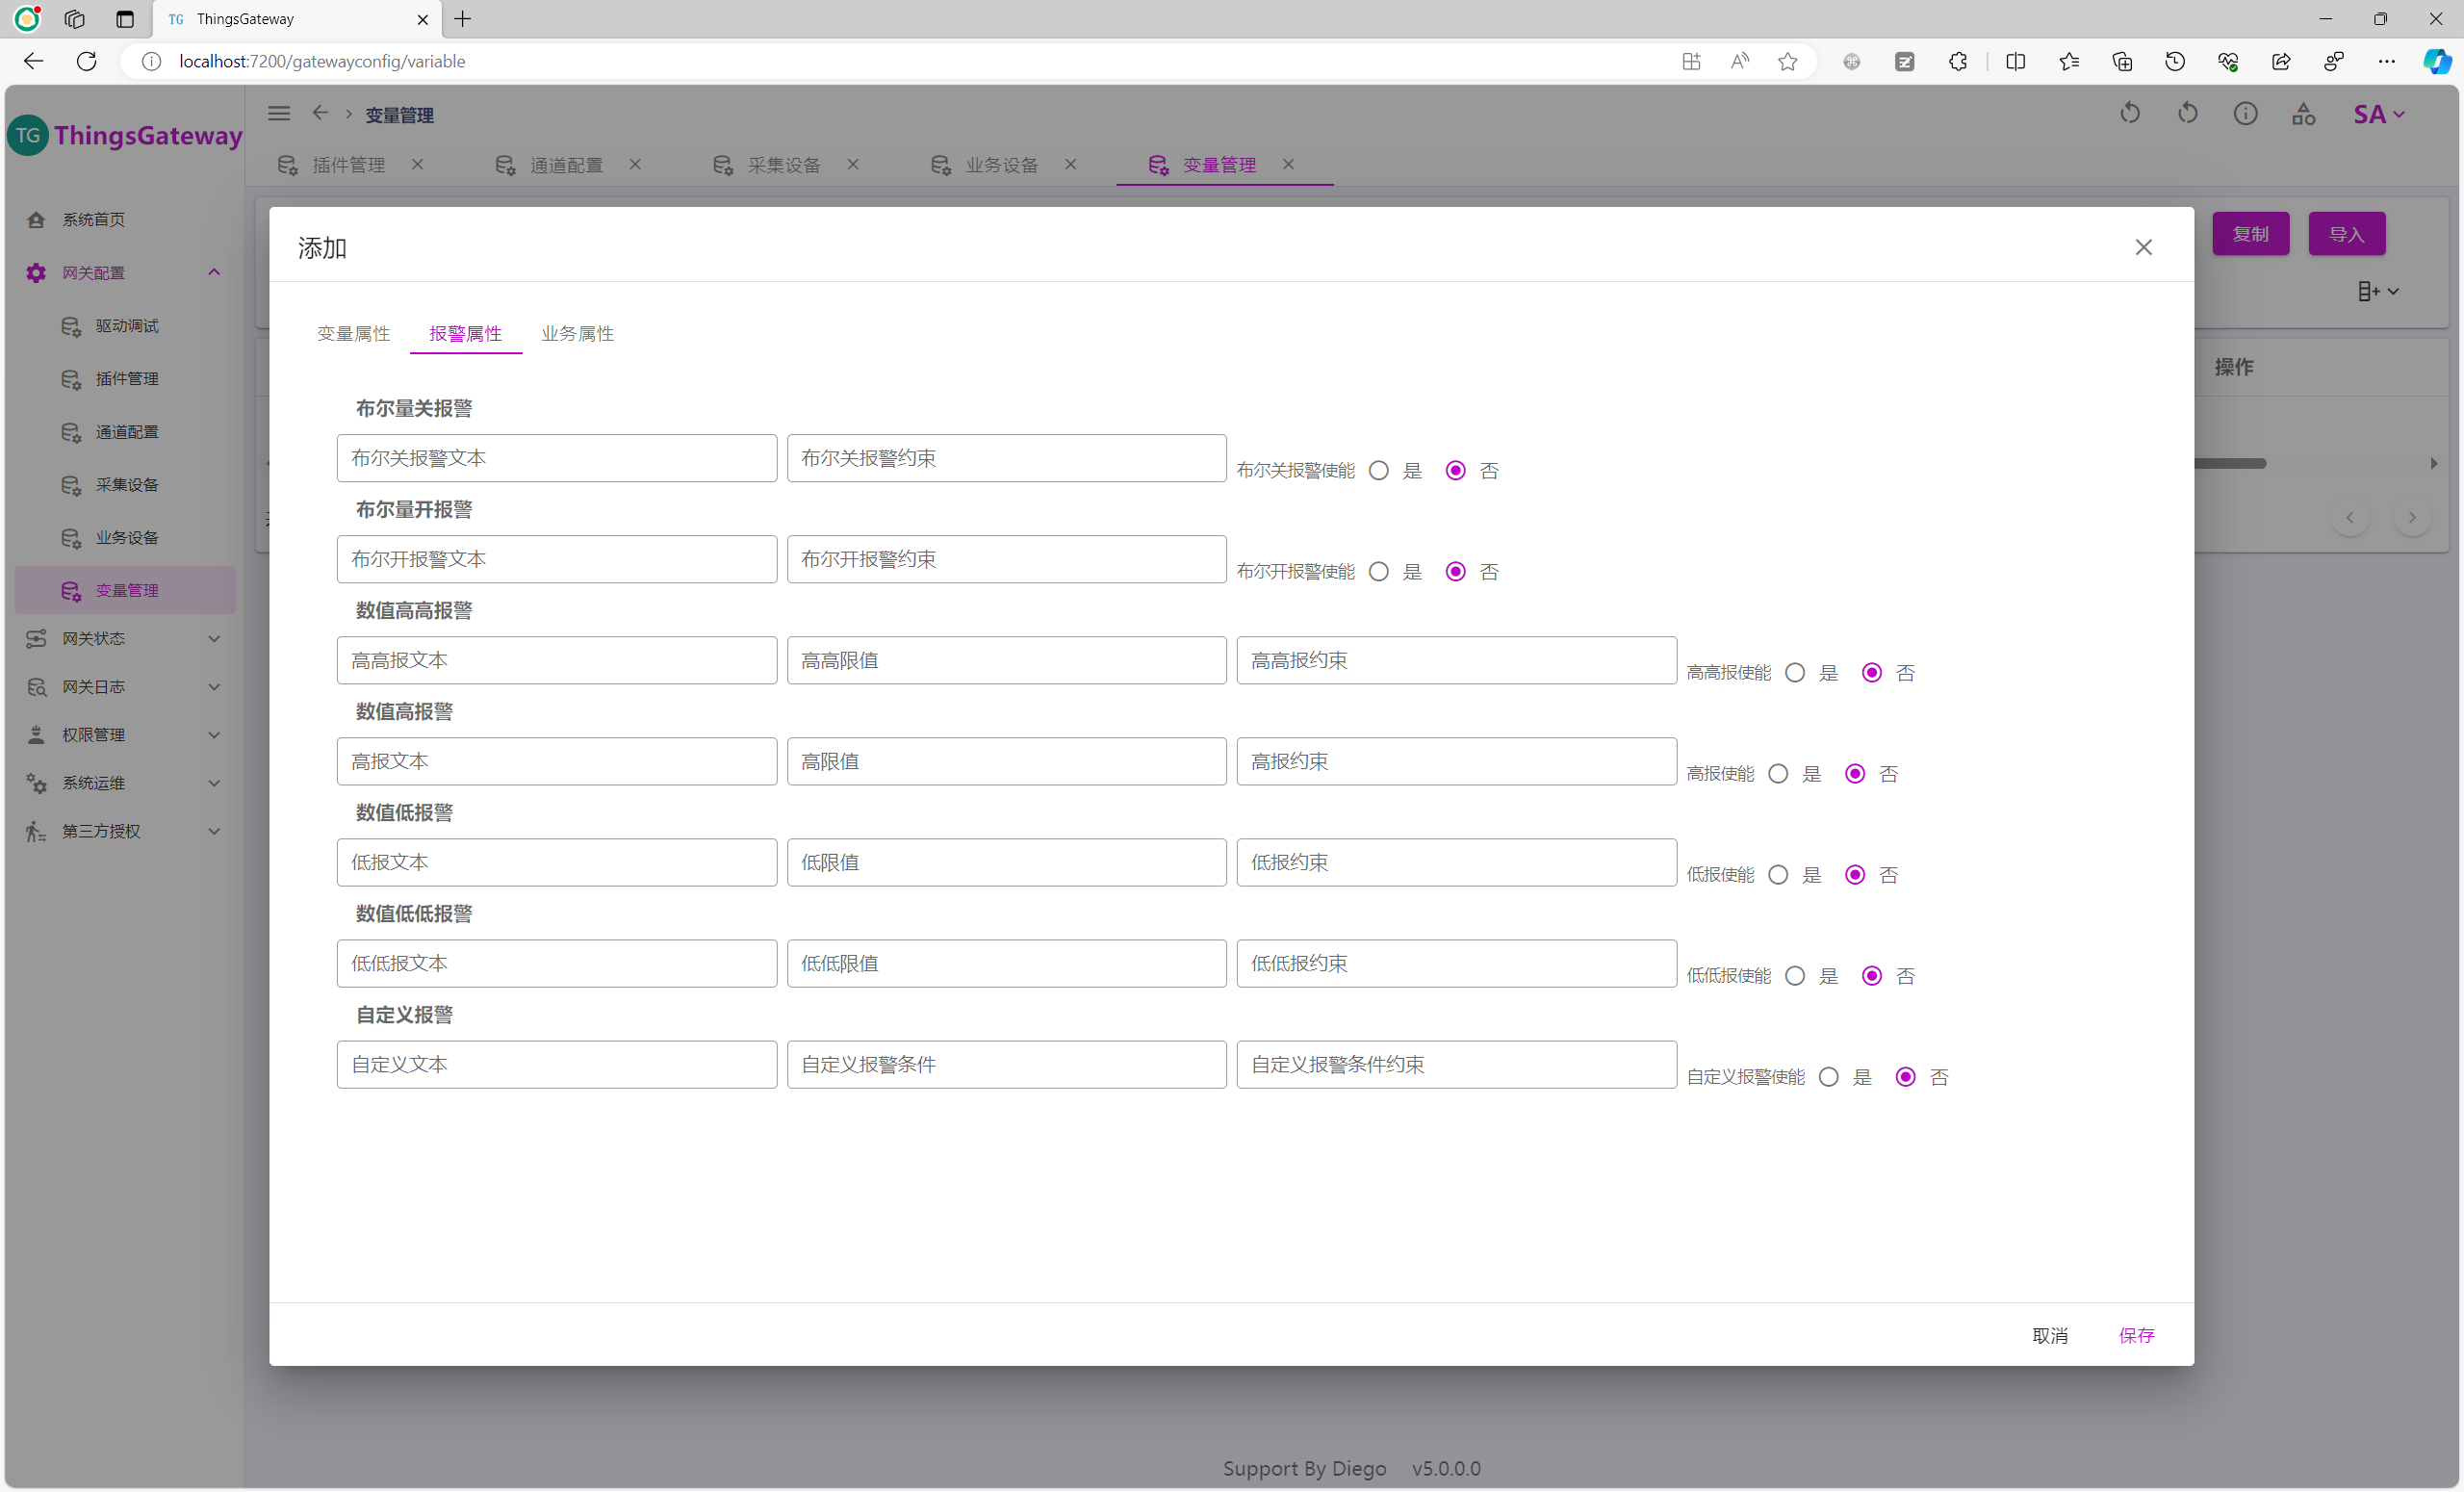 TG ThingsGateway
localhost:7200/gatewayconfig/variable
TG ThingsGateway
变量管理
SA
插件管理 通道配置 采集设备 业务设备 变量管理
系统首页
网关配置
驱动调试
插件管理
通道配置
采集设备
业务设备
变量管理
网关状态
网关日志
权限管理
系统运维
第三方授权
复制 导入
操作
添加
变量属性 报警属性 业务属性
布尔量关报警
布尔关报警文本 布尔关报警约束 布尔关报警使能 是 否
布尔量开报警
布尔开报警文本 布尔开报警约束 布尔开报警使能 是 否
数值高高报警
高高报文本 高高限值 高高报约束 高高报使能 是 否
数值高报警
高报文本 高限值 高报约束 高报使能 是 否
数值低报警
低报文本 低限值 低报约束 低报使能 是 否
数值低低报警
低低报文本 低低限值 低低报约束 低低报使能 是 否
自定义报警
自定义文本 自定义报警条件 自定义报警条件约束 自定义报警使能 是 否
取消 保存
Support By Diego v5.0.0.0